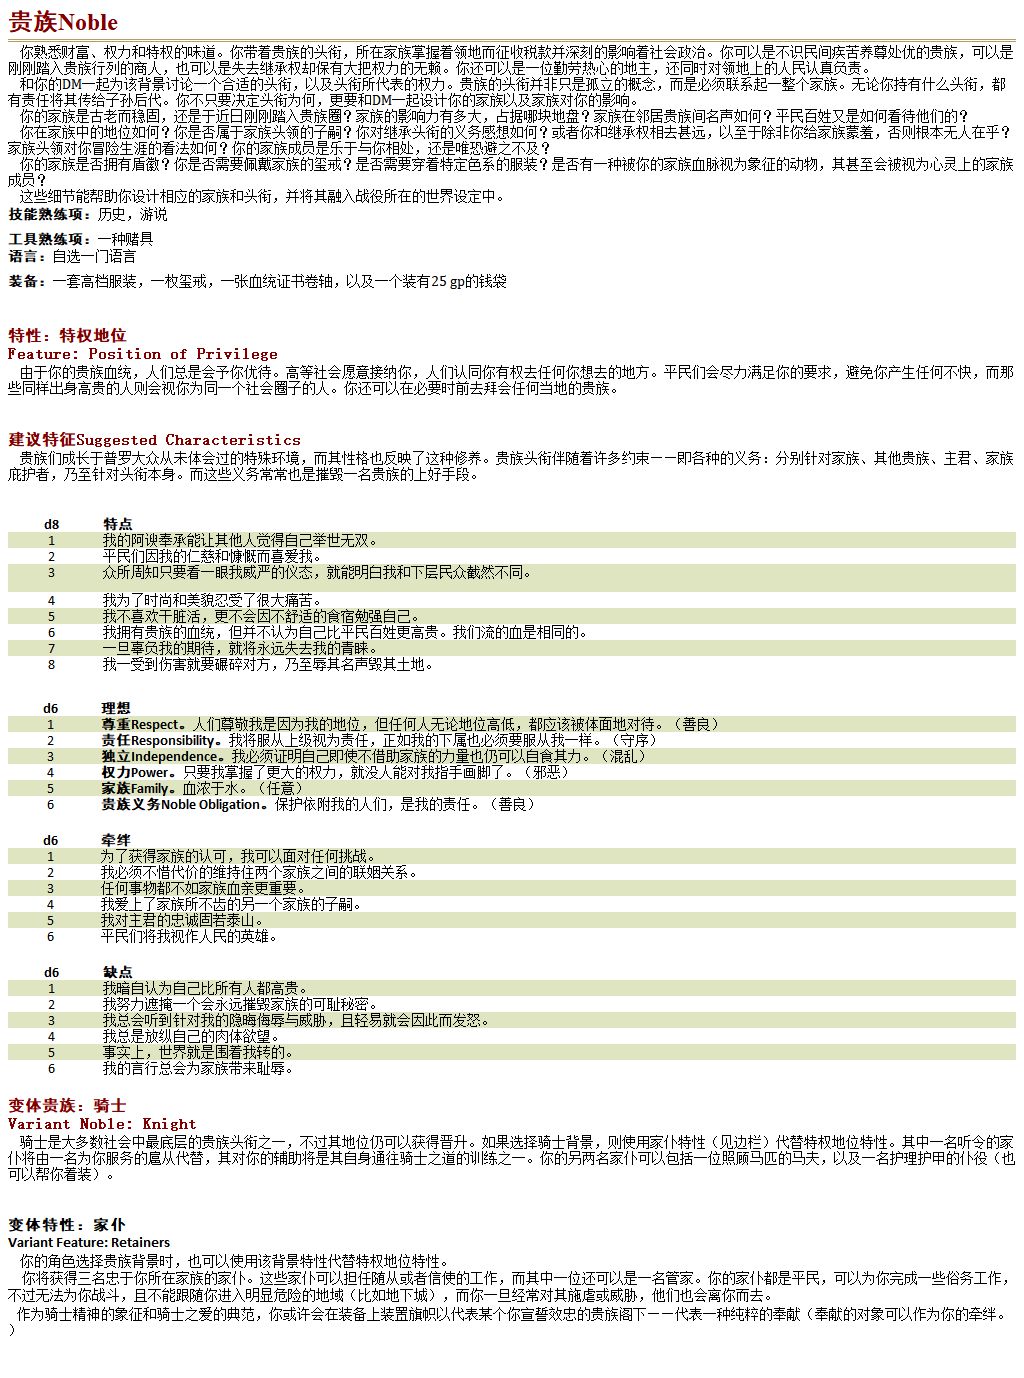 贵族Noble
你熟悉财富、权力和特权的味道。你带着贵族的头衔，所在家族掌握着领地而征收税款并深刻的影响着社会政治。你可以是不识民间疾苦养尊处优的贵族，可以是
刚刚踏入贵族行列的商人，也可以是失去继承权却保有大把权力的无赖。你还可以是一位勤劳热心的地主，还同时对领地上的人民认真负责。
和你的DM一起为该背景讨论一个合适的头衔，以及头衔所代表的权力。贵族的头衔并非只是孤立的概念，而是必须联系起一整个家族。无论你持有什么头衔，都
有责任将其传给子孙后代。你不只要决定头衔为何，更要和DM一起设计你的家族以及家族对你的影响。
你的家族是古老而稳固，还是于近日刚刚踏入贵族圈？家族的影响力有多大，占据哪块地盘？家族在邻居贵族间名声如何？平民百姓又是如何看待他们的？
你在家族中的地位如何？你是否属于家族头领的子嗣？你对继承头衔的义务感想如何？或者你和继承权相去甚远，以至于除非你给家族蒙羞，否则根本无人在乎？
家族头领对你冒险生涯的看法如何？你的家族成员是乐于与你相处，还是唯恐避之不及？
你的家族是否拥有盾徽？你是否需要佩戴家族的玺戒？是否需要穿着特定色系的服装？是否有一种被你的家族血脉视为象征的动物，其甚至会被视为心灵上的家族
成员？
这些细节能帮助你设计相应的家族和头衔，并将其融入战役所在的世界设定中。
技能熟练项：历史，游说
工具熟练项：一种赌具
语言：自选一门语言
装备：一套高档服装，一枚玺戒，一张血统证书卷轴，以及一个装有25 gp的钱袋
特性：特权地位
Feature: Position of Privilege
由于你的贵族血统，人们总是会予你优待。高等社会愿意接纳你，人们认同你有权去任何你想去的地方。平民们会尽力满足你的要求，避免你产生任何不快，而那
些同样出身高贵的人则会视你为同一个社会圈子的人。你还可以在必要时前去拜会任何当地的贵族。
建议特征Suggested Characteristics
贵族们成长于普罗大众从未体会过的特殊环境，而其性格也反映了这种修养。贵族头衔伴随着许多约束——即各种的义务：分别针对家族、其他贵族、主君、家族
庇护者，乃至针对头衔本身。而这些义务常常也是摧毁一名贵族的上好手段。
d8 特点
1 我的阿谀奉承能让其他人觉得自己举世无双。
2 平民们因我的仁慈和慷慨而喜爱我。
3 众所周知只要看一眼我威严的仪态，就能明白我和下层民众截然不同。
4 我为了时尚和美貌忍受了很大痛苦。
5 我不喜欢干脏活，更不会因不舒适的食宿勉强自己。
6 我拥有贵族的血统，但并不认为自己比平民百姓更高贵。我们流的血是相同的。
7 一旦辜负我的期待，就将永远失去我的青睐。
8 我一受到伤害就要碾碎对方，乃至辱其名声毁其土地。
d6 理想
1 尊重Respect。人们尊敬我是因为我的地位，但任何人无论地位高低，都应该被体面地对待。（善良）
2 责任Responsibility。我将服从上级视为责任，正如我的下属也必须要服从我一样。（守序）
3 独立Independence。我必须证明自己即使不借助家族的力量也仍可以自食其力。（混乱）
4 权力Power。只要我掌握了更大的权力，就没人能对我指手画脚了。（邪恶）
5 家族Family。血浓于水。（任意）
6 贵族义务Noble Obligation。保护依附我的人们，是我的责任。（善良）
d6 牵绊
1 为了获得家族的认可，我可以面对任何挑战。
2 我必须不惜代价的维持住两个家族之间的联姻关系。
3 任何事物都不如家族血亲更重要。
4 我爱上了家族所不齿的另一个家族的子嗣。
5 我对主君的忠诚固若泰山。
6 平民们将我视作人民的英雄。
d6 缺点
1 我暗自认为自己比所有人都高贵。
2 我努力遮掩一个会永远摧毁家族的可耻秘密。
3 我总会听到针对我的隐晦侮辱与威胁，且轻易就会因此而发怒。
4 我总是放纵自己的肉体欲望。
5 事实上，世界就是围着我转的。
6 我的言行总会为家族带来耻辱。
变体贵族：骑士
Variant Noble: Knight
骑士是大多数社会中最底层的贵族头衔之一，不过其地位仍可以获得晋升。如果选择骑士背景，则使用家仆特性（见边栏）代替特权地位特性。其中一名听令的家
仆将由一名为你服务的扈从代替，其对你的辅助将是其自身通往骑士之道的训练之一。你的另两名家仆可以包括一位照顾马匹的马夫，以及一名护理护甲的仆役（也
可以帮你着装）。
变体特性：家仆
Variant Feature: Retainers
你的角色选择贵族背景时，也可以使用该背景特性代替特权地位特性。
你将获得三名忠于你所在家族的家仆。这些家仆可以担任随从或者信使的工作，而其中一位还可以是一名管家。你的家仆都是平民，可以为你完成一些俗务工作，
不过无法为你战斗，且不能跟随你进入明显危险的地域（比如地下城），而你一旦经常对其施虐或威胁，他们也会离你而去。
作为骑士精神的象征和骑士之爱的典范，你或许会在装备上装置旗帜以代表某个你宣誓效忠的贵族阁下——代表一种纯粹的奉献（奉献的对象可以作为你的牵绊。
）